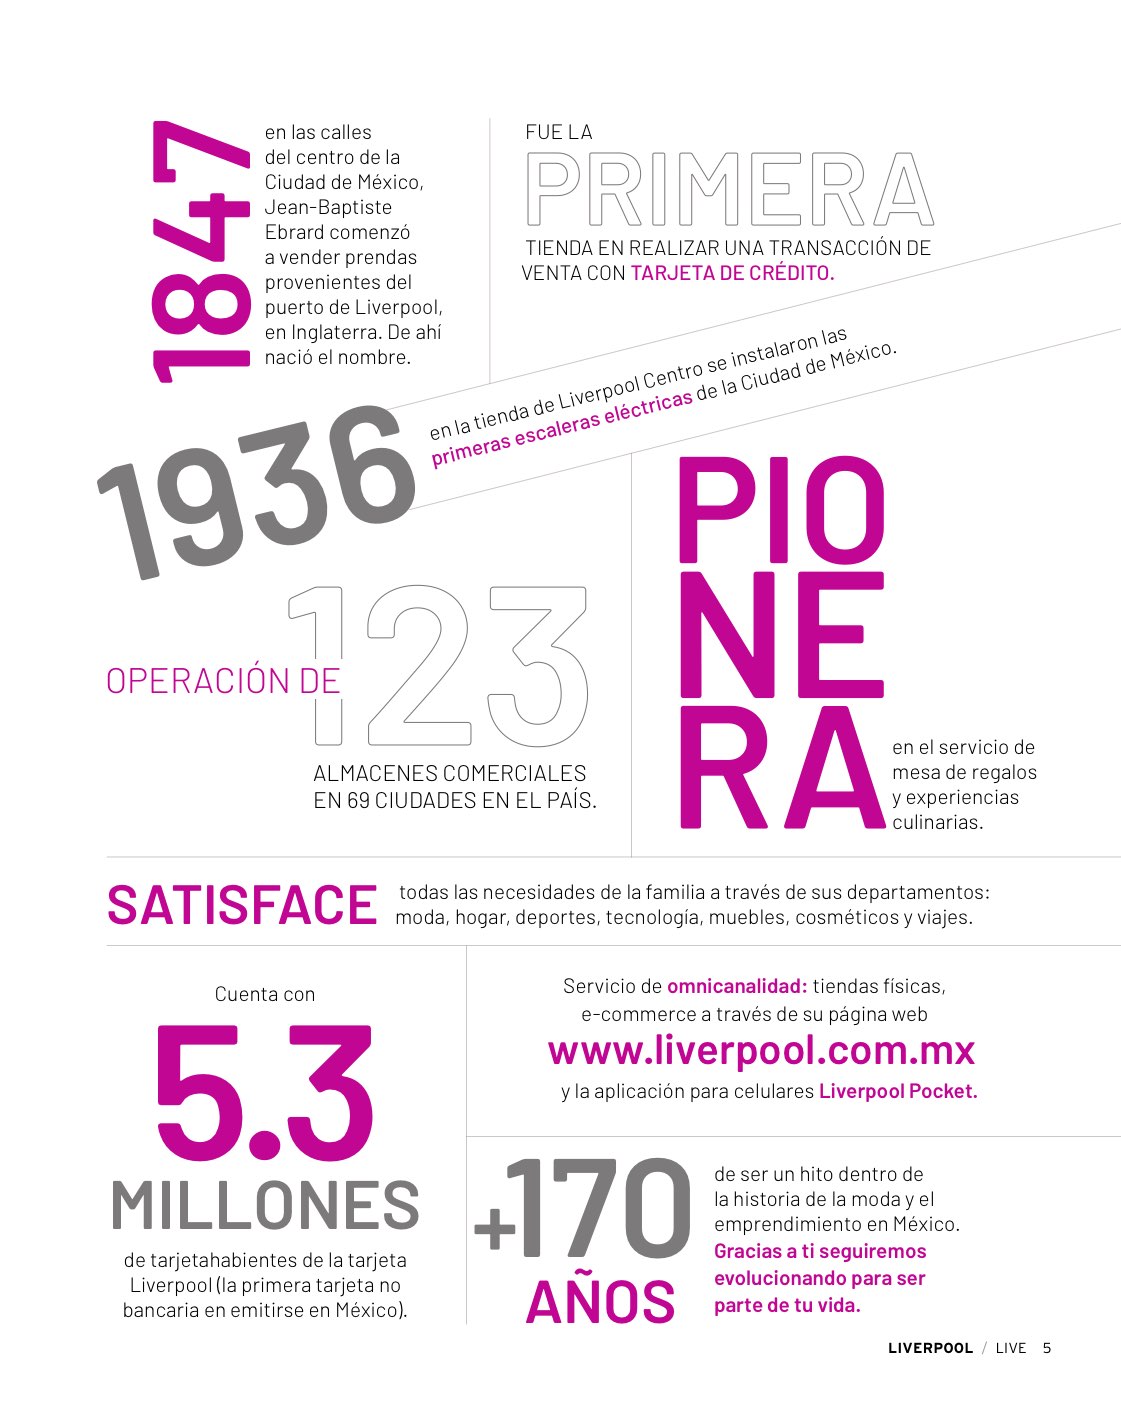 1847
en las calles
del centro de la
Ciudad de México,
Jean-Baptiste
Ebrard comenzó
a vender prendas
provenientes del
puerto de Liverpool,
en Inglaterra. De ahí
nació el nombre.
FUE LA
PRIMERA
TIENDA EN REALIZAR UNA TRANSACCIÓN DE
VENTA CON TARJETA DE CRÉDITO.
1936
en la tienda de Liverpool Centro se instalaron las
primeras escaleras eléctricas de la Ciudad de México.
OPERACIÓN DE
123
ALMACENES COMERCIALES
EN 69 CIUDADES EN EL PAÍS.
PIO
NE
RA
en el servicio de
mesa de regalos
y experiencias
culinarias.
SATISFACE
todas las necesidades de la familia a través de sus departamentos:
moda, hogar, deportes, tecnología, muebles, cosméticos y viajes.
Cuenta con
5.3
MILLONES
de tarjetahabientes de la tarjeta
Liverpool (la primera tarjeta no
bancaria en emitirse en México).
Servicio de omnicanalidad: tiendas físicas,
e-commerce a través de su página web
www.liverpool.com.mx
y la aplicación para celulares Liverpool Pocket.
+170
AÑOS
de ser un hito dentro de
la historia de la moda y el
emprendimiento en México.
Gracias a ti seguiremos
evolucionando para ser
parte de tu vida.
LIVERPOOL / LIVE 5